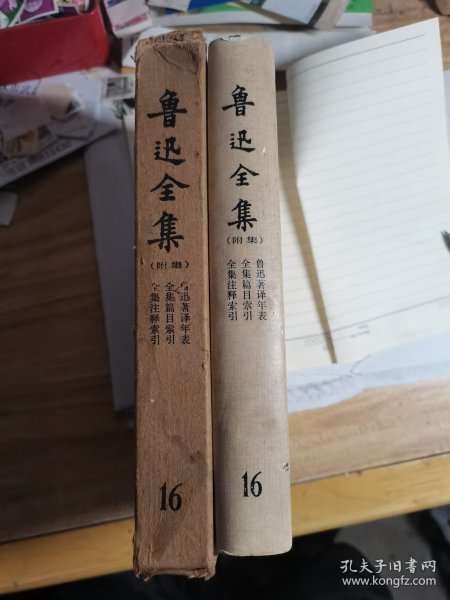 鲁迅全集
(附集)
迅著译年表
全集篇目索引
全集注释索引
16
鲁迅全集
(附集)
鲁迅著译年表
全集篇目索引
全集注释索引
16
孔夫子旧书网
www.kongfz.com